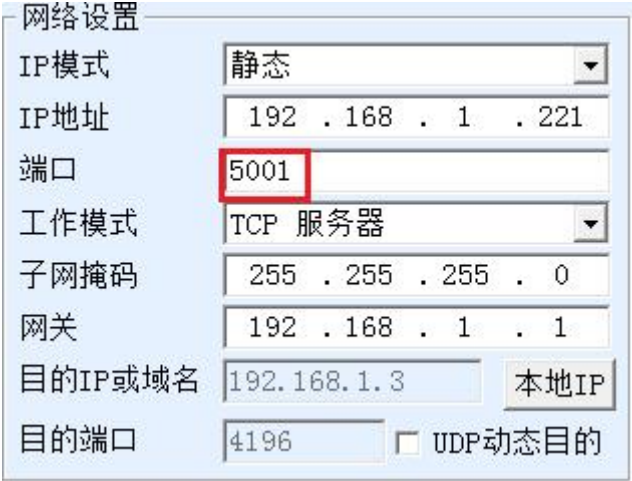 网络设置
IP模式 静态
IP地址 192 . 168 . 1 . 221
端口 5001
工作模式 TCP 服务器
子网掩码 255 . 255 . 255 . 0
网关 192 . 168 . 1 . 1
目的IP或域名 192.168.1.3 本地IP
目的端口 4196 UDP动态目的